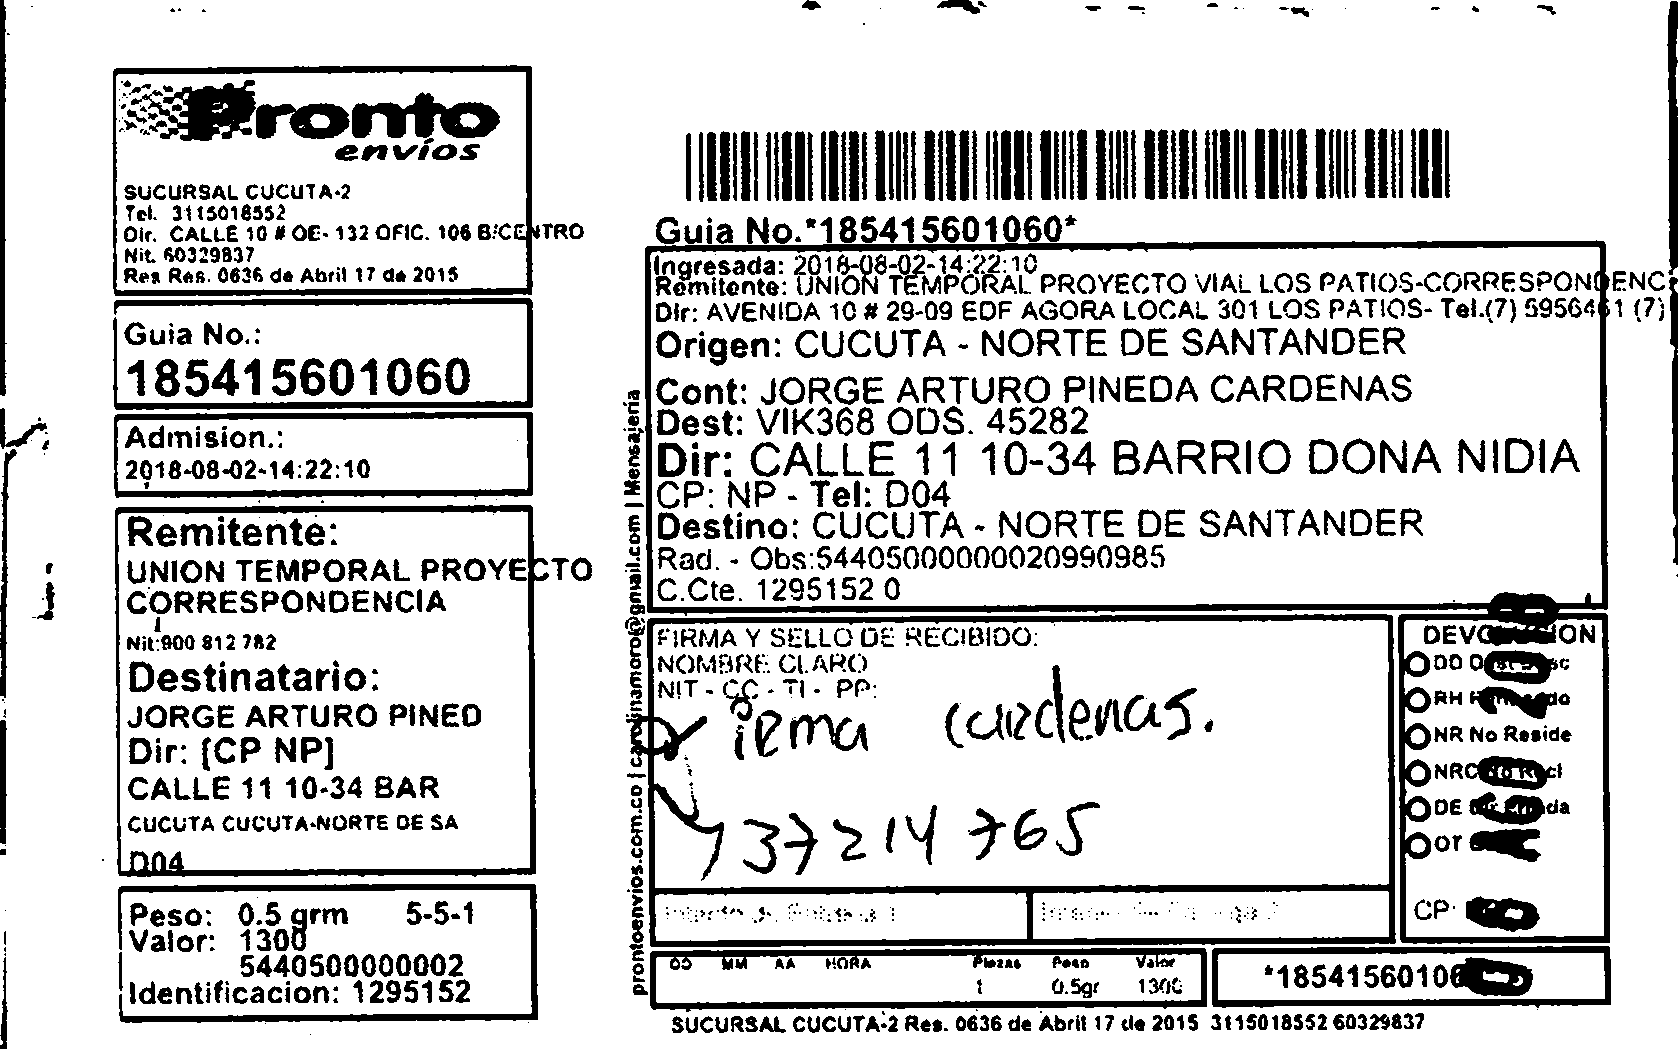 Pronto
envíos
SUCURSAL CUCUTA-2
Tel. 3115018552
Dir. CALLE 10 # OE- 132 OFIC. 106 B/CENTRO
Nit. 60329837
Res Res. 0636 de Abril 17 de 2015
Guia No.:
185415601060
Admision.:
2018-08-02-14:22:10
Remitente:
UNION TEMPORAL PROYECTO
CORRESPONDENCIA
Nit:900 812 782
Destinatario:
JORGE ARTURO PINED
Dir: [CP NP]
CALLE 11 10-34 BAR
CUCUTA CUCUTA-NORTE DE SA
D04
Peso: 0.5 grm 5-5-1
Valor: 1300
5440500000002
Identificacion: 1295152
prontoenvios.com.co | carolinamoro@gmail.com | Mensajeria
Guia No.*185415601060*
Ingresada: 2018-08-02-14:22:10
Remitente: UNION TEMPORAL PROYECTO VIAL LOS PATIOS-CORRESPONDENC
Dir: AVENIDA 10 # 29-09 EDF AGORA LOCAL 301 LOS PATIOS- Tel.(7) 5956461 (7)
Origen: CUCUTA - NORTE DE SANTANDER
Cont: JORGE ARTURO PINEDA CARDENAS
Dest: VIK368 ODS. 45282
Dir: CALLE 11 10-34 BARRIO DONA NIDIA
CP: NP - Tel: D04
Destino: CUCUTA - NORTE DE SANTANDER
Rad. - Obs:54405000000020990985
C.Cte. 1295152 0
FIRMA Y SELLO DE RECIBIDO:
NOMBRE CLARO
NIT - CC - TI - PP:
irma cardenas.
37214765
DD
RH
NR No Reside
NRC
DE
OT
CP:
DD MM AA HORA Piezas Peso Valor
1 0.5gr 1300
*18541560106
SUCURSAL CUCUTA-2 Res. 0636 de Abril 17 de 2015 3115018552 60329837